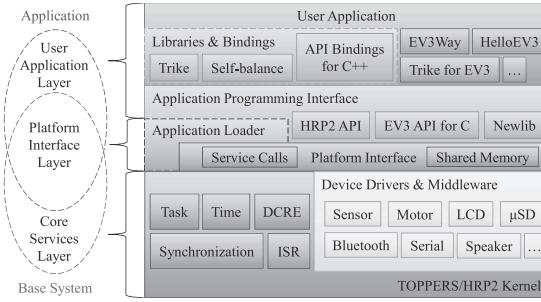 Application
User
Application
Layer
Platform
Interface
Layer
Core
Services
Layer
Base System
User Application
Libraries & Bindings
Trike
Self-balance
API Bindings
for C++
EV3Way
HelloEV3
Trike for EV3
...
Application Programming Interface
Application Loader
HRP2 API
EV3 API for C
Newlib
Service Calls
Platform Interface
Shared Memory
Task
Time
DCRE
Synchronization
ISR
Device Drivers & Middleware
Sensor
Motor
LCD
µSD
Bluetooth
Serial
Speaker
...
TOPPERS/HRP2 Kernel